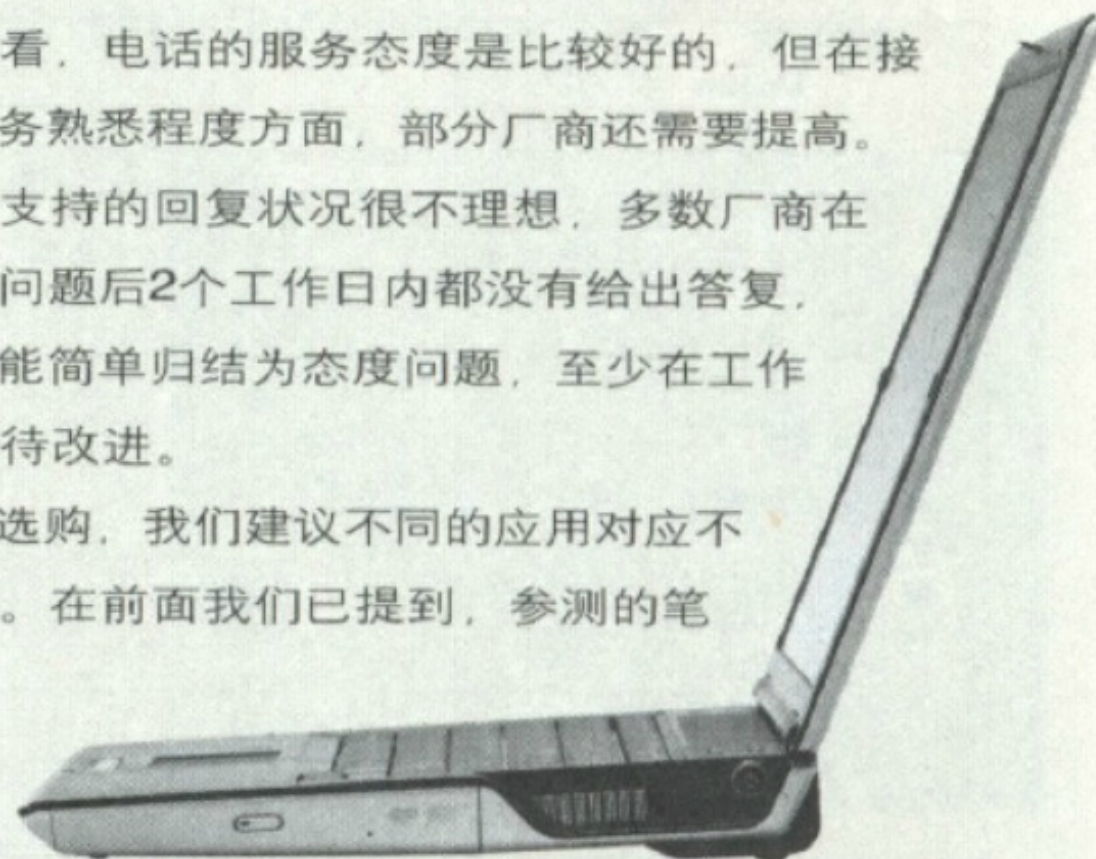 看，电话的服务态度是比较好的，但在接
务熟悉程度方面，部分厂商还需要提高。
支持的回复状况很不理想，多数厂商在
问题后2个工作日内都没有给出答复，
能简单归结为态度问题，至少在工作
待改进。
选购，我们建议不同的应用对应不
。在前面我们已提到，参测的笔